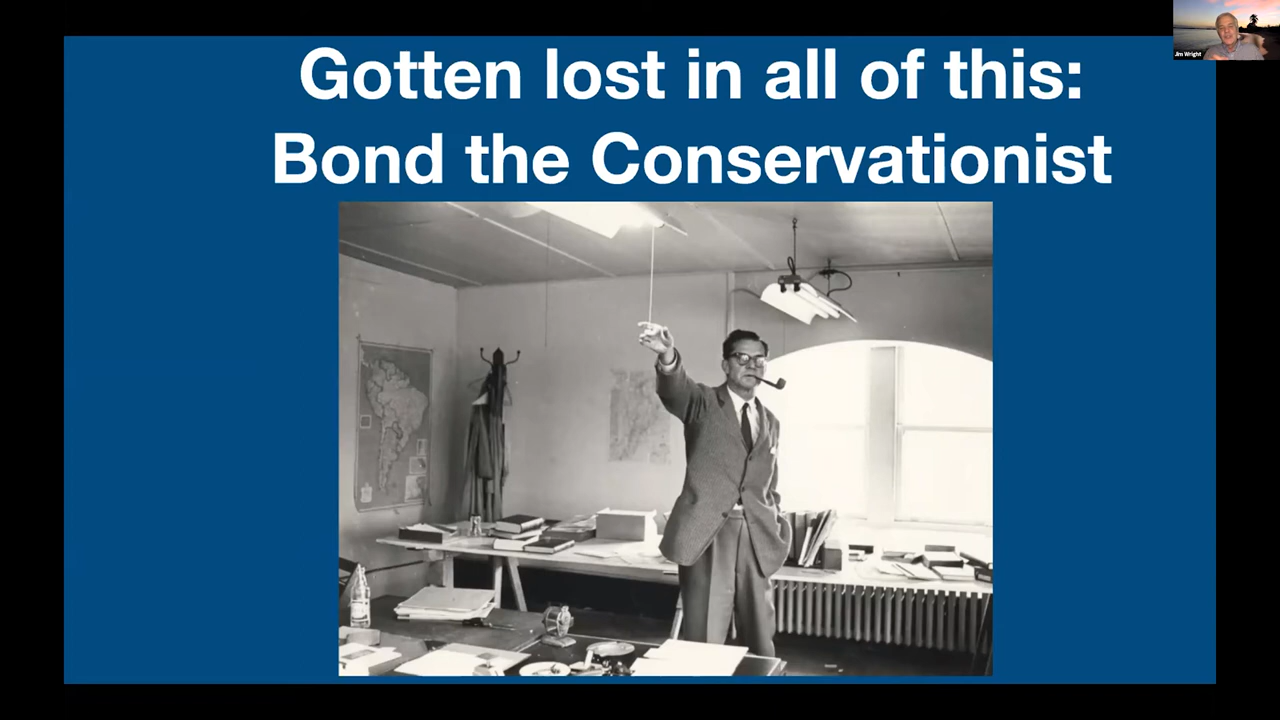 Gotten lost in all of this:
Bond the Conservationist
Jim Wright